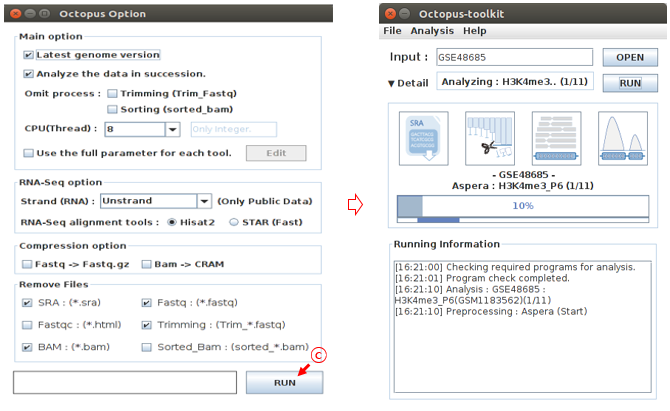 Octopus Option
Main option
Latest genome version
Analyze the data in succession.
Omit process : Trimming (Trim_Fastq)
Sorting (sorted_bam)
CPU(Thread) : 8 Only Integer.
Use the full parameter for each tool. Edit
RNA-Seq option
Strand (RNA) : Unstrand (Only Public Data)
RNA-Seq alignment tools : Hisat2 STAR (Fast)
Compression option
Fastq -> Fastq.gz Bam -> CRAM
Remove Files
SRA : (*.sra) Fastq : (*.fastq)
Fastqc : (*.html) Trimming : (Trim_*.fastq)
BAM : (*.bam) Sorted_Bam : (sorted_*.bam)
C
RUN
Octopus-toolkit
File Analysis Help
Input : GSE48685 OPEN
▼ Detail Analyzing : H3K4me3.. (1/11) RUN
SRA
- GSE48685 -
Aspera : H3K4me3_P6 (1/11)
10%
Running Information
[16:21:00] Checking required programs for analysis.
[16:21:01] Program check completed.
[16:21:10] Analysis : GSE48685 :
H3K4me3_P6(GSM1183562)(1/11)
[16:21:10] Preprocessing : Aspera (Start)